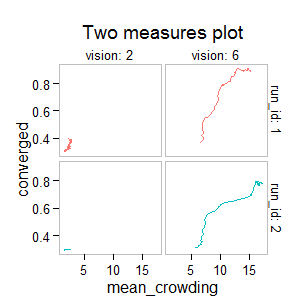 Two measures plot
vision: 2 vision: 6
0.8
0.6
0.4
run_id: 1
converged
0.8
0.6
0.4
run_id: 2
5 10 15 5 10 15
mean_crowding